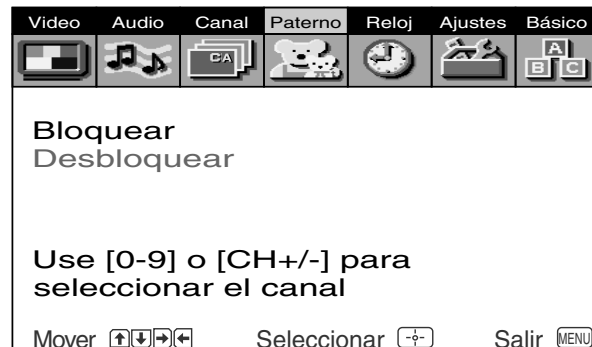 Video Audio Canal Paterno Reloj Ajustes Básico
C/A A B C
Bloquear
Desbloquear
Use [0-9] o [CH+/-] para
seleccionar el canal
Mover ↑↓→← Seleccionar Salir MENU